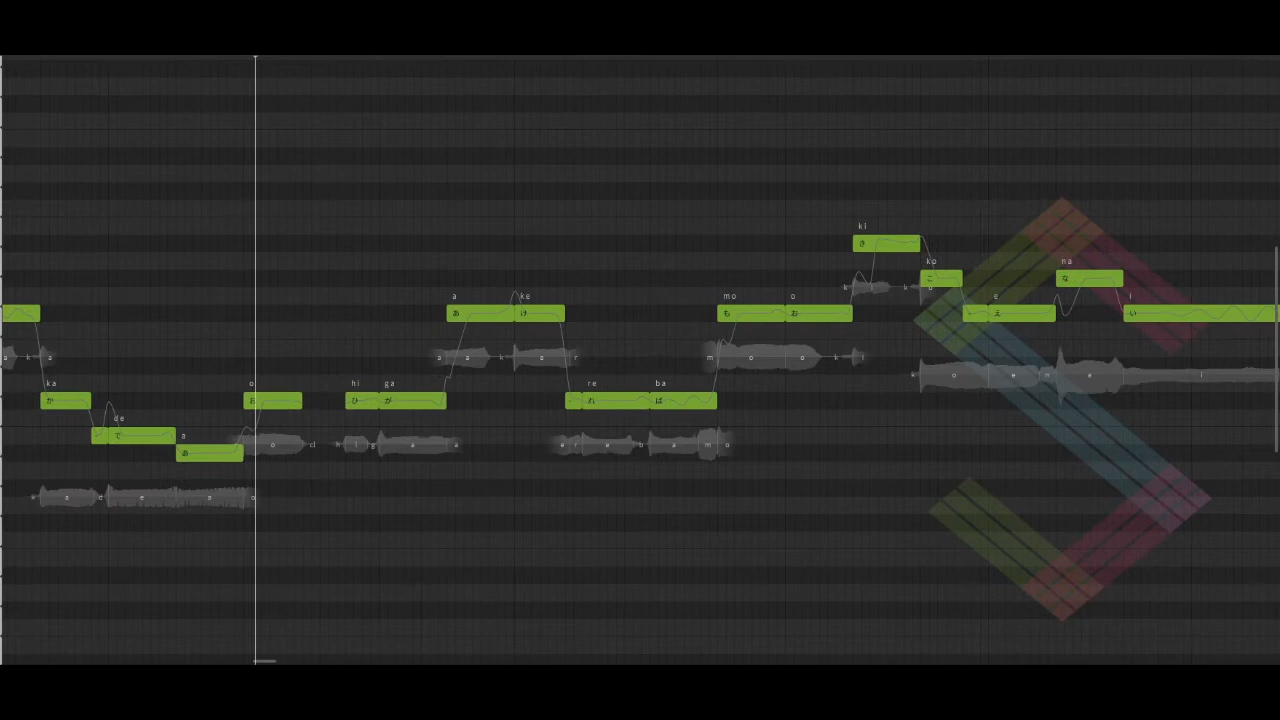 ki
き
ko
na
k i k o
こ
な
a ke mo o e i
あ け も お え い
a k a
a a k a r
m o o k i
k o e n a i
ka o hi ga re ba
か お ひ が れ ば
de
で
a
あ
o cl h i g a a
e r e b a m o
k a d e a o